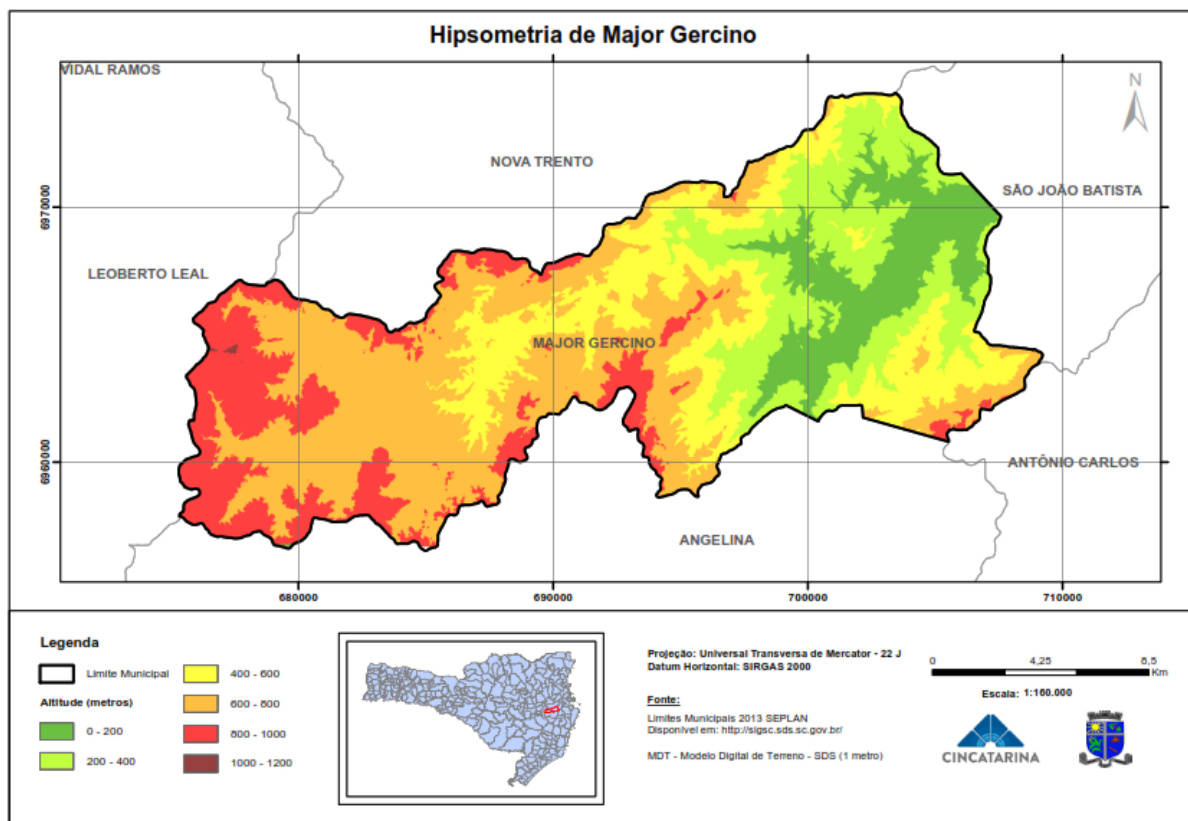 Hipsometria de Major Gercino
VIDAL RAMOS
N
NOVA TRENTO
SÃO JOÃO BATISTA
6970000
6970000
LEOBERTO LEAL
MAJOR GERCINO
6960000
6960000
ANTÔNIO CARLOS
ANGELINA
680000
690000
700000
710000
Legenda
Limite Municipal
Altitude (metros)
0 - 200
200 - 400
400 - 600
600 - 800
800 - 1000
1000 - 1200
Projeção: Universal Transversa de Mercator - 22 J
Datum Horizontal: SIRGAS 2000
Fonte:
Limites Municipais 2013 SEPLAN
Disponível em: http://sigsc.sds.sc.gov.br/
MDT - Modelo Digital de Terreno - SDS (1 metro)
0
4,25
8,5
Km
Escala: 1:160.000
CINCATARINA